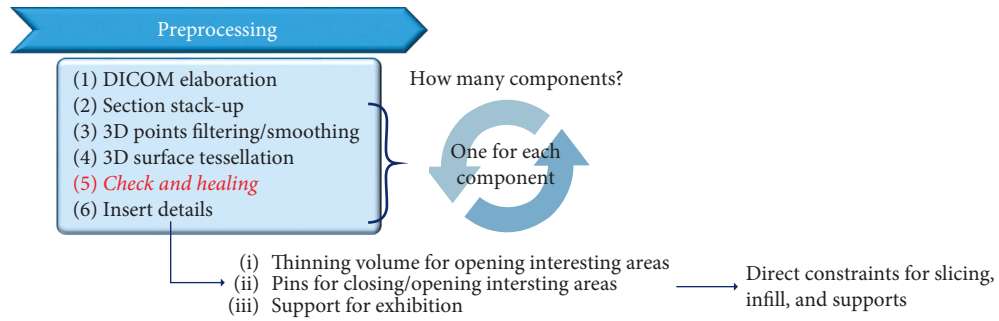 Preprocessing
(1) DICOM elaboration
(2) Section stack-up
(3) 3D points filtering/smoothing
(4) 3D surface tessellation
(5) Check and healing
(6) Insert details
How many components?
One for each
component
(i) Thinning volume for opening interesting areas
(ii) Pins for closing/opening intersting areas
(iii) Support for exhibition
Direct constraints for slicing,
infill, and supports